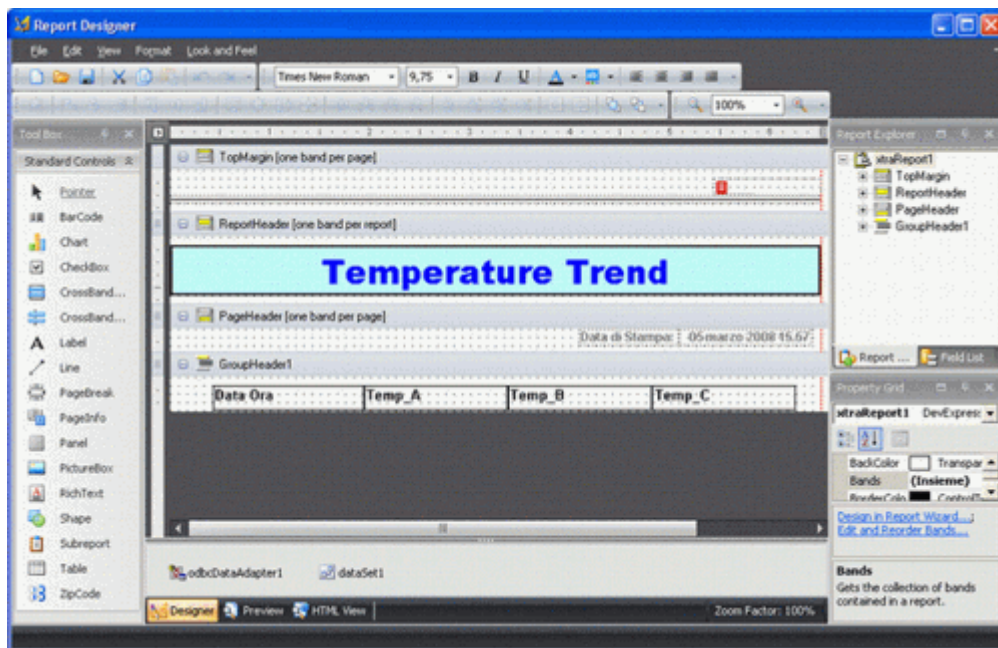 Report Designer
File Edit View Format Look and Feel
Times New Roman 9,75 B I U A
100%
Tool Box
Standard Controls
Pointer
BarCode
Chart
CheckBox
CrossBand...
CrossBand...
Label
Line
PageBreak
PageInfo
Panel
PictureBox
RichText
Shape
Subreport
Table
ZipCode
TopMargin [one band per page]
ReportHeader [one band per report]
Temperature Trend
PageHeader [one band per page]
Data di Stampa: 05 marzo 2008 15.57
GroupHeader1
Data Ora Temp_A Temp_B Temp_C
odbcDataAdapter1 dataSet1
Designer Preview HTML View Zoom Factor: 100%
Report Explorer
xtraReport1
TopMargin
ReportHeader
PageHeader
GroupHeader1
Report ... Field List
Property Grid
xtraReport1 DevExpres
BackColor Transpar
Bands (Insieme)
BorderColo ControlT
Design in Report Wizard...;
Edit and Reorder Bands...
Bands
Gets the collection of bands
contained in a report.